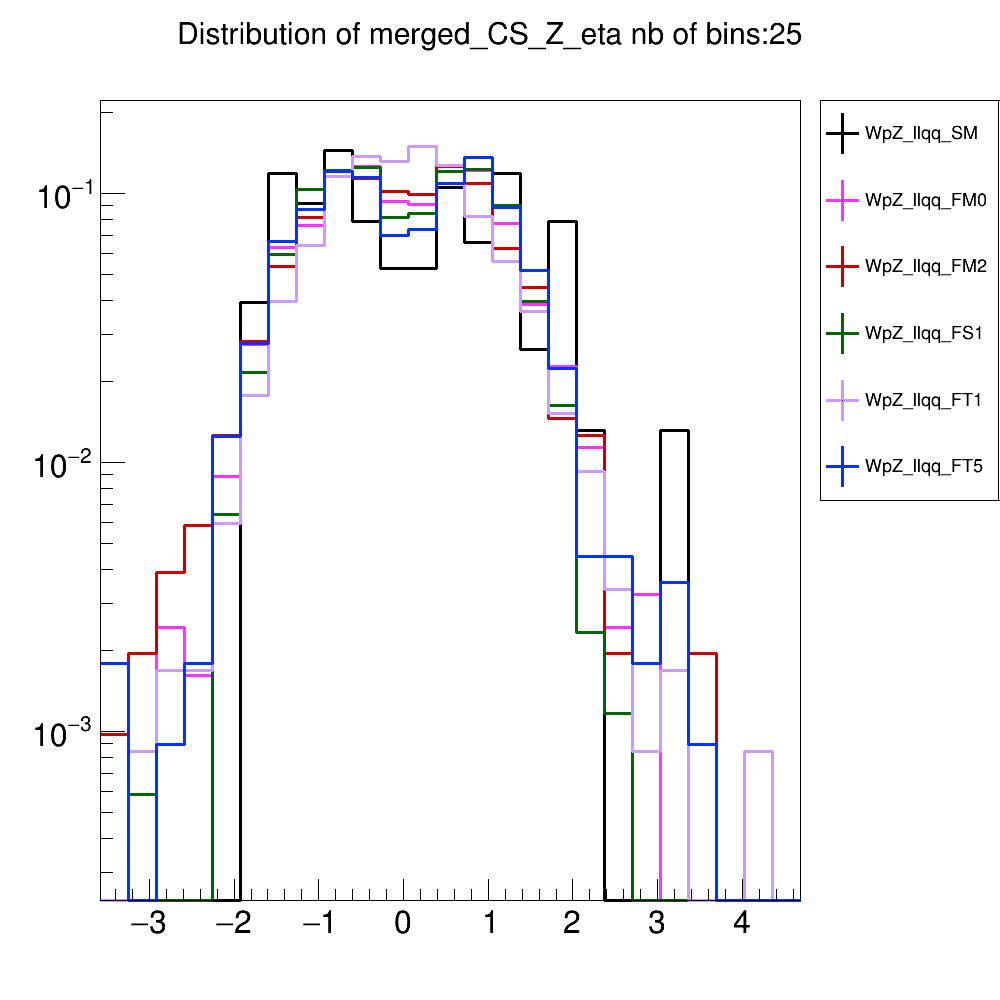 Distribution of merged_CS_Z_eta nb of bins:25
10⁻¹
10⁻²
10⁻³
−3 −2 −1 0 1 2 3 4
WpZ_llqq_SM
WpZ_llqq_FM0
WpZ_llqq_FM2
WpZ_llqq_FS1
WpZ_llqq_FT1
WpZ_llqq_FT5